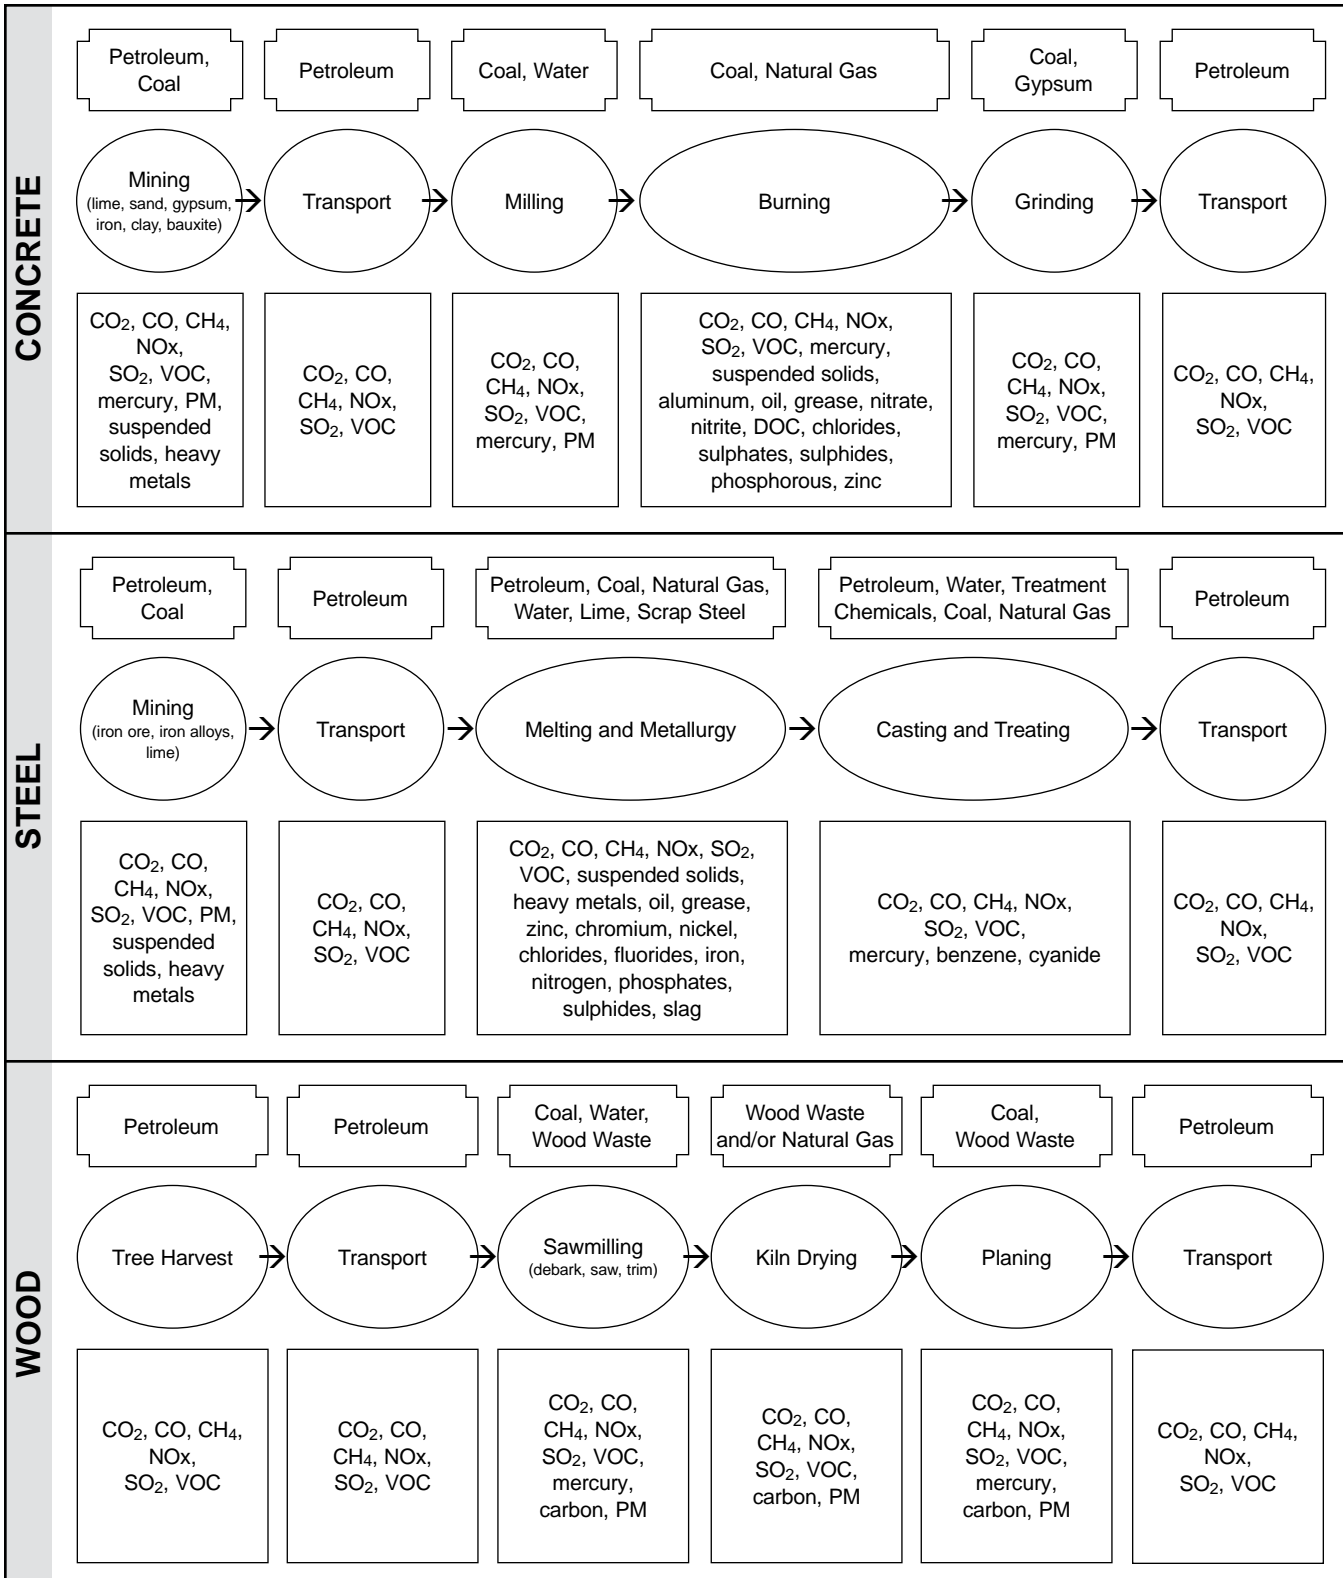 CONCRETE
Petroleum,
Coal
Petroleum
Coal, Water
Coal, Natural Gas
Coal,
Gypsum
Petroleum
Mining
(lime, sand, gypsum,
iron, clay, bauxite)
Transport
Milling
Burning
Grinding
Transport
CO2, CO, CH4,
NOx,
SO2, VOC,
mercury, PM,
suspended
solids, heavy
metals
CO2, CO,
CH4, NOx,
SO2, VOC
CO2, CO,
CH4, NOx,
SO2, VOC,
mercury, PM
CO2, CO, CH4, NOx,
SO2, VOC, mercury,
suspended solids,
aluminum, oil, grease, nitrate,
nitrite, DOC, chlorides,
sulphates, sulphides,
phosphorous, zinc
CO2, CO,
CH4, NOx,
SO2, VOC,
mercury, PM
CO2, CO, CH4,
NOx,
SO2, VOC
STEEL
Petroleum,
Coal
Petroleum
Petroleum, Coal, Natural Gas,
Water, Lime, Scrap Steel
Petroleum, Water, Treatment
Chemicals, Coal, Natural Gas
Petroleum
Mining
(iron ore, iron alloys,
lime)
Transport
Melting and Metallurgy
Casting and Treating
Transport
CO2, CO,
CH4, NOx,
SO2, VOC, PM,
suspended
solids, heavy
metals
CO2, CO,
CH4, NOx,
SO2, VOC
CO2, CO, CH4, NOx, SO2,
VOC, suspended solids,
heavy metals, oil, grease,
zinc, chromium, nickel,
chlorides, fluorides, iron,
nitrogen, phosphates,
sulphides, slag
CO2, CO, CH4, NOx,
SO2, VOC,
mercury, benzene, cyanide
CO2, CO, CH4,
NOx,
SO2, VOC
WOOD
Petroleum
Petroleum
Coal, Water,
Wood Waste
Wood Waste
and/or Natural Gas
Coal,
Wood Waste
Petroleum
Tree Harvest
Transport
Sawmilling
(debark, saw, trim)
Kiln Drying
Planing
Transport
CO2, CO, CH4,
NOx,
SO2, VOC
CO2, CO,
CH4, NOx,
SO2, VOC
CO2, CO,
CH4, NOx,
SO2, VOC,
mercury,
carbon, PM
CO2, CO,
CH4, NOx,
SO2, VOC,
carbon, PM
CO2, CO,
CH4, NOx,
SO2, VOC,
mercury,
carbon, PM
CO2, CO, CH4,
NOx,
SO2, VOC